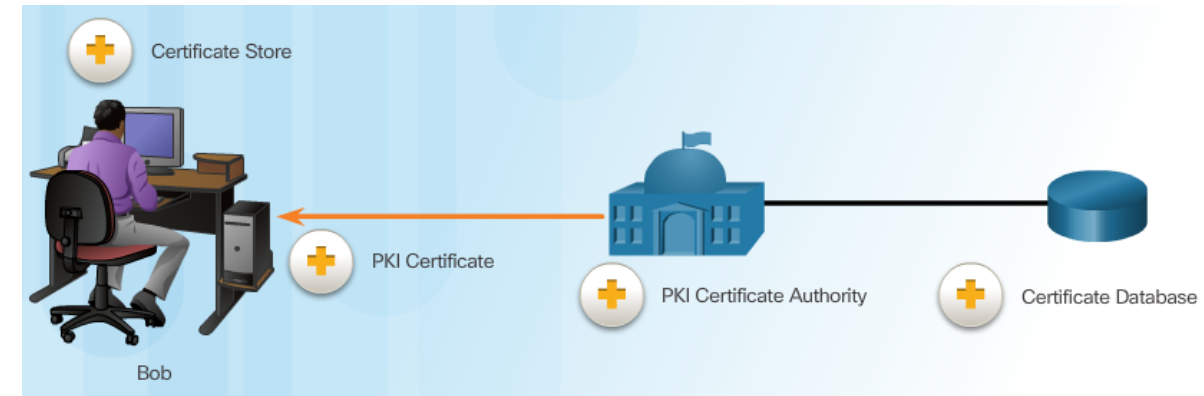 Certificate Store
PKI Certificate
PKI Certificate Authority
Certificate Database
Bob